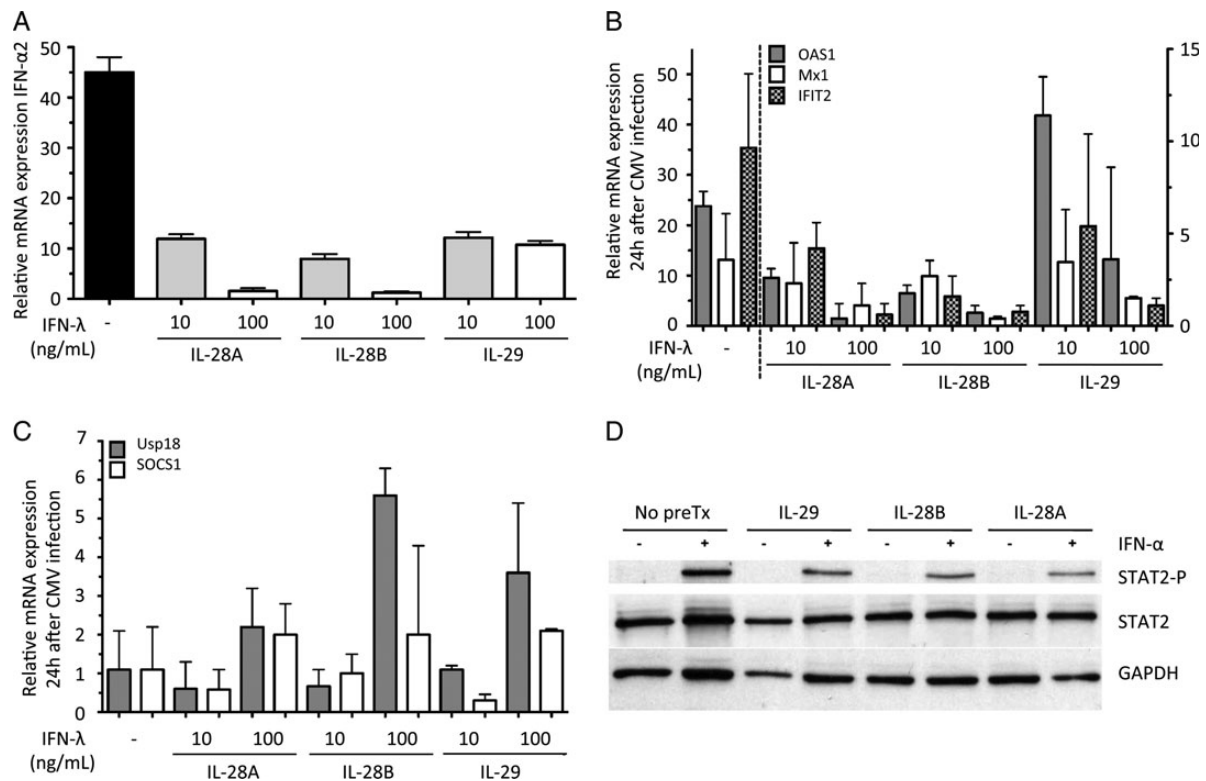 A
Relative mRNA expression IFN-α2
50
40
30
20
10
0
IFN-λ
(ng/mL)
-
10
100
10
100
10
100
IL-28A
IL-28B
IL-29
B
Relative mRNA expression
24h after CMV infection
OAS1
Mx1
IFIT2
50
40
30
20
10
0
15
10
5
0
IFN-λ
(ng/mL)
-
10
100
10
100
10
100
IL-28A
IL-28B
IL-29
C
Relative mRNA expression
24h after CMV infection
Usp18
SOCS1
7
6
5
4
3
2
1
0
IFN-λ
(ng/mL)
-
10
100
10
100
10
100
IL-28A
IL-28B
IL-29
D
No preTx
IL-29
IL-28B
IL-28A
- + - + - + - + IFN-α
STAT2-P
STAT2
GAPDH